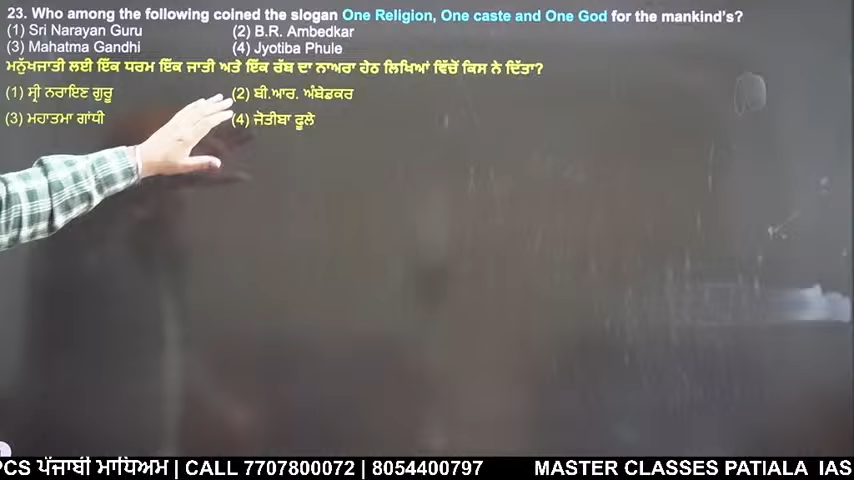 23. Who among the following coined the slogan One Religion, One caste and One God for the mankind's?
(1) Sri Narayan Guru (2) B.R. Ambedkar
(3) Mahatma Gandhi (4) Jyotiba Phule
ਮਨੁੱਖਜਾਤੀ ਲਈ ਇੱਕ ਧਰਮ ਇੱਕ ਜਾਤੀ ਅਤੇ ਇੱਕ ਰੱਬ ਦਾ ਨਾਅਰਾ ਹੇਠ ਲਿਖਿਆਂ ਵਿੱਚੋਂ ਕਿਸ ਨੇ ਦਿੱਤਾ?
(1) ਸ੍ਰੀ ਨਰਾਇਣ ਗੁਰੂ (2) ਬੀ.ਆਰ. ਅੰਬੇਡਕਰ
(3) ਮਹਾਤਮਾ ਗਾਂਧੀ (4) ਜੋਤੀਬਾ ਫੂਲੇ
PCS ਪੰਜਾਬੀ ਮਾਧਿਅਮ | CALL 7707800072 | 8054400797 MASTER CLASSES PATIALA IAS